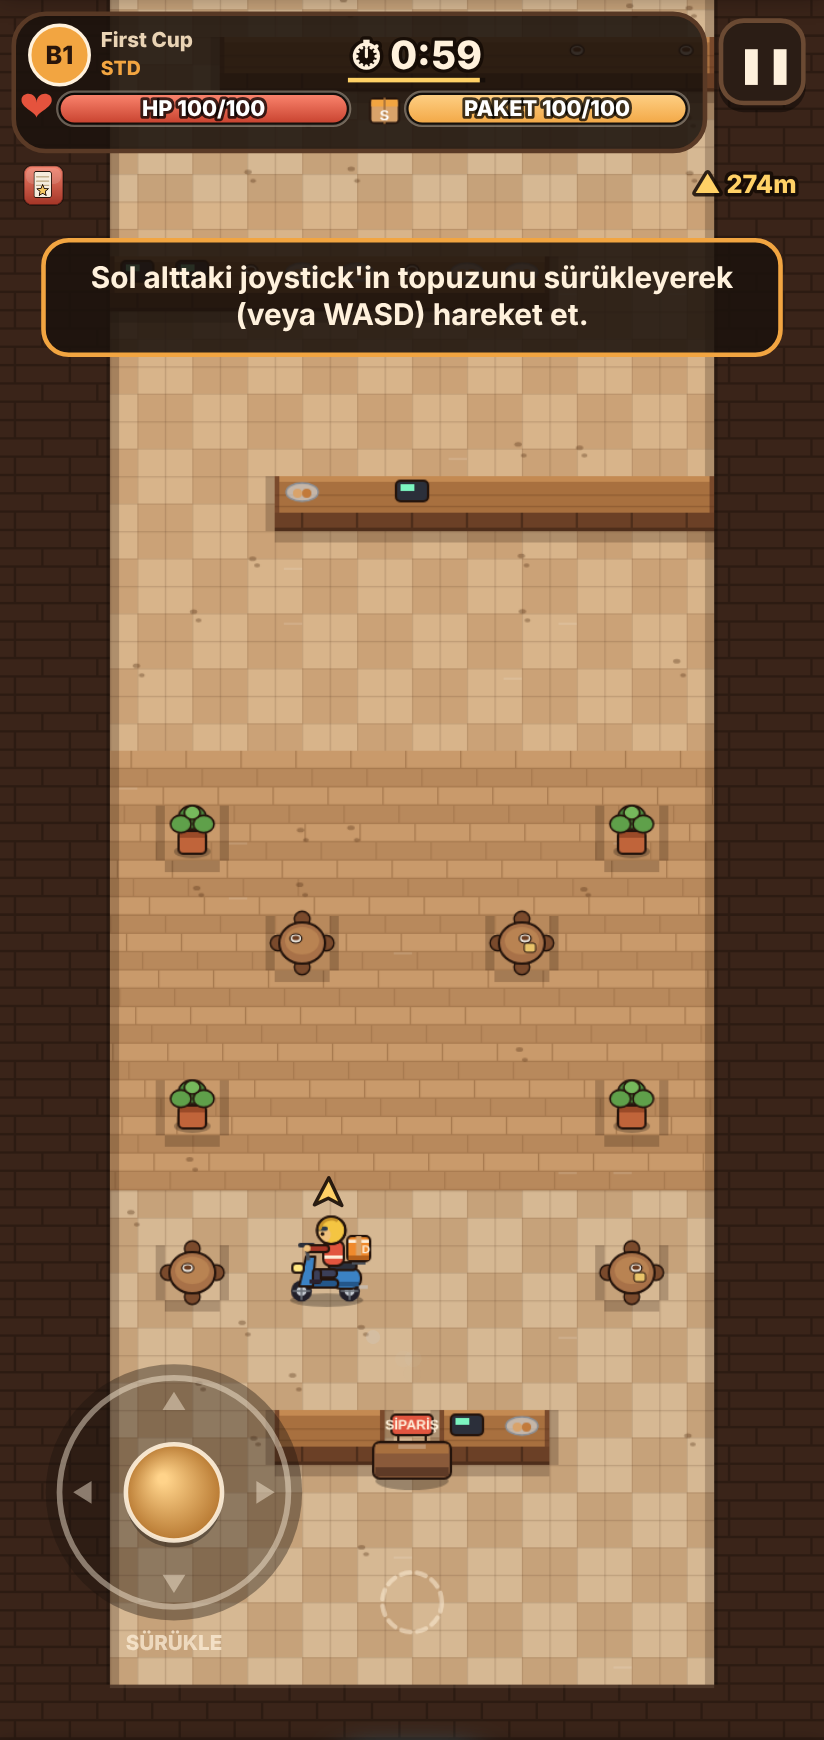 B1
First Cup
STD
0:59
HP 100/100
S
PAKET 100/100
274m
Sol alttaki joystick'in topuzunu sürükleyerek
(veya WASD) hareket et.
D
SİPARİŞ
SÜRÜKLE